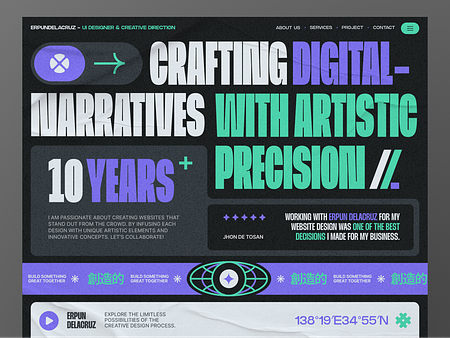 ERPUNDELACRUZ – UI DESIGNER & CREATIVE DIRECTION
ABOUT US - SERVICES - PROJECT - CONTACT
CRAFTING DIGITAL–
NARRATIVES WITH ARTISTIC
PRECISION //.
10 YEARS+
I AM PASSIONATE ABOUT CREATING WEBSITES THAT
STAND OUT FROM THE CROWD. BY INFUSING EACH
DESIGN WITH UNIQUE ARTISTIC ELEMENTS AND
INNOVATIVE CONCEPTS. LET'S COLLABORATE!
JHON DE TOSAN
WORKING WITH ERPUN DELACRUZ FOR MY
WEBSITE DESIGN WAS ONE OF THE BEST
DECISIONS I MADE FOR MY BUSINESS.
BUILD SOMETHING
GREAT TOGETHER
創造的
BUILD SOMETHING
GREAT TOGETHER
創造的
BUILD SOMETHING
GREAT TOGETHER
創造的
ERPUN
DELACRUZ
EXPLORE THE LIMITLESS
POSSIBILITIES OF THE
CREATIVE DESIGN PROCESS.
138°19'E34°55'N